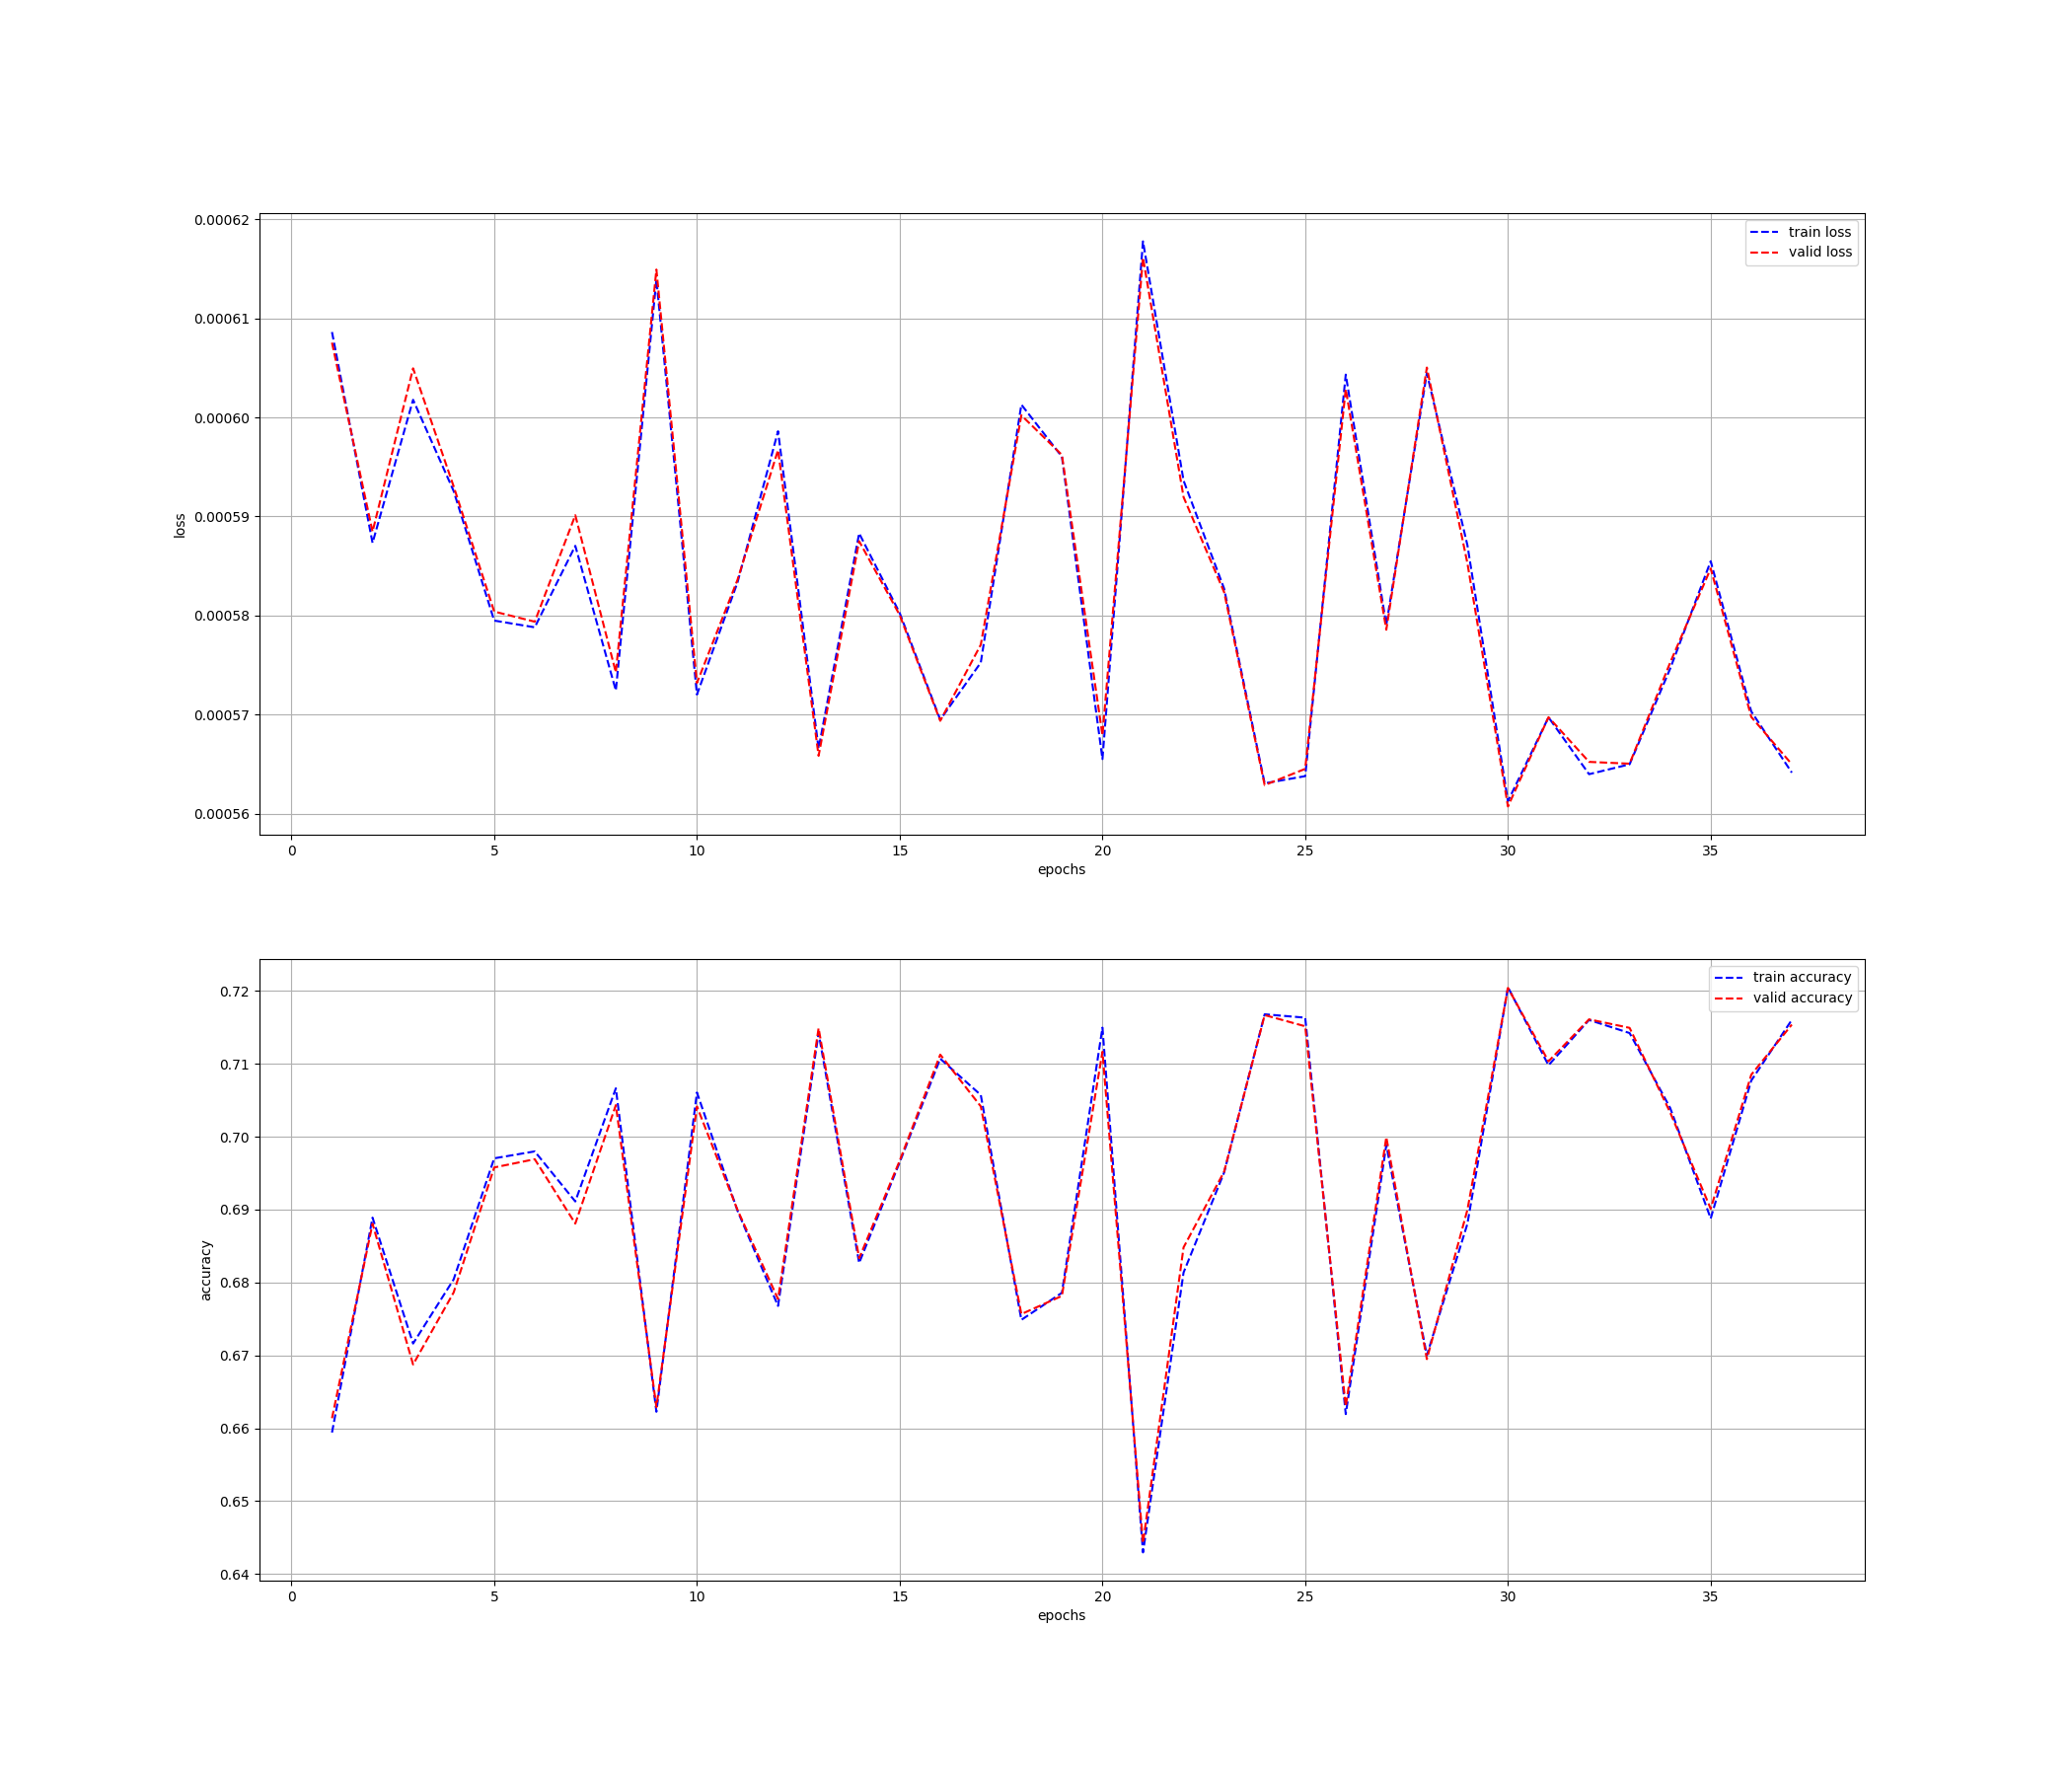 0.00062
0.00061
0.00060
0.00059
0.00058
0.00057
0.00056
loss
train loss
valid loss
0 5 10 15 20 25 30 35
epochs
0.72
0.71
0.70
0.69
0.68
0.67
0.66
0.65
0.64
accuracy
train accuracy
valid accuracy
0 5 10 15 20 25 30 35
epochs